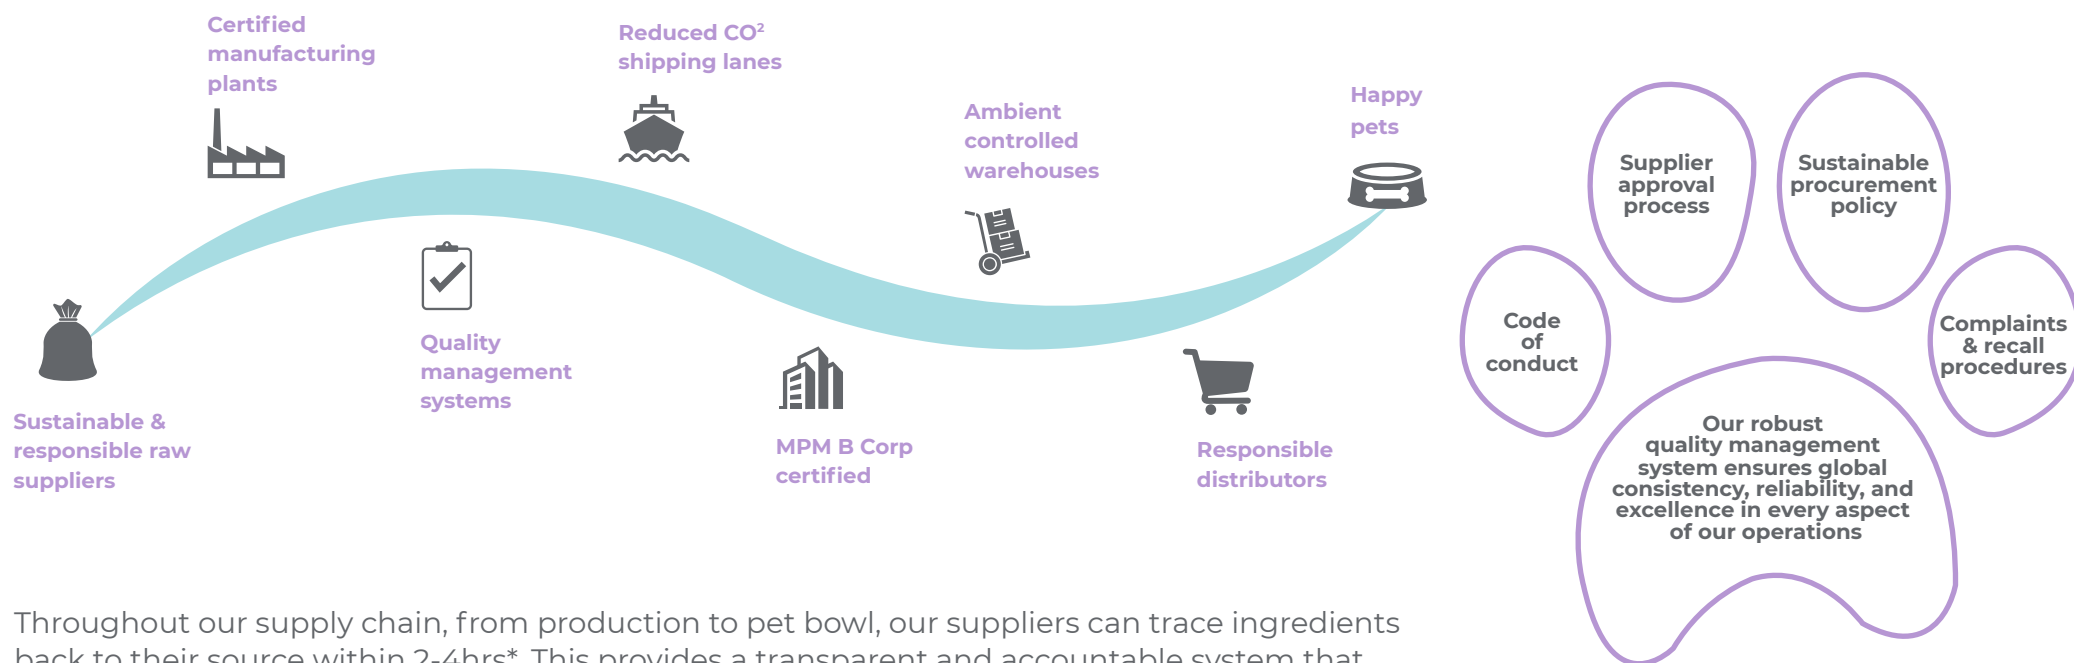 Certified
manufacturing
plants
Reduced CO²
shipping lanes
Ambient
controlled
warehouses
Happy
pets
Sustainable &
responsible raw
suppliers
Quality
management
systems
MPM B Corp
certified
Responsible
distributors
Supplier
approval
process
Sustainable
procurement
policy
Code
of
conduct
Complaints
& recall
procedures
Our robust
quality management
system ensures global
consistency, reliability, and
excellence in every aspect
of our operations
Throughout our supply chain, from production to pet bowl, our suppliers can trace ingredients
back to their source within 2-4hrs*. This provides a transparent and accountable system that